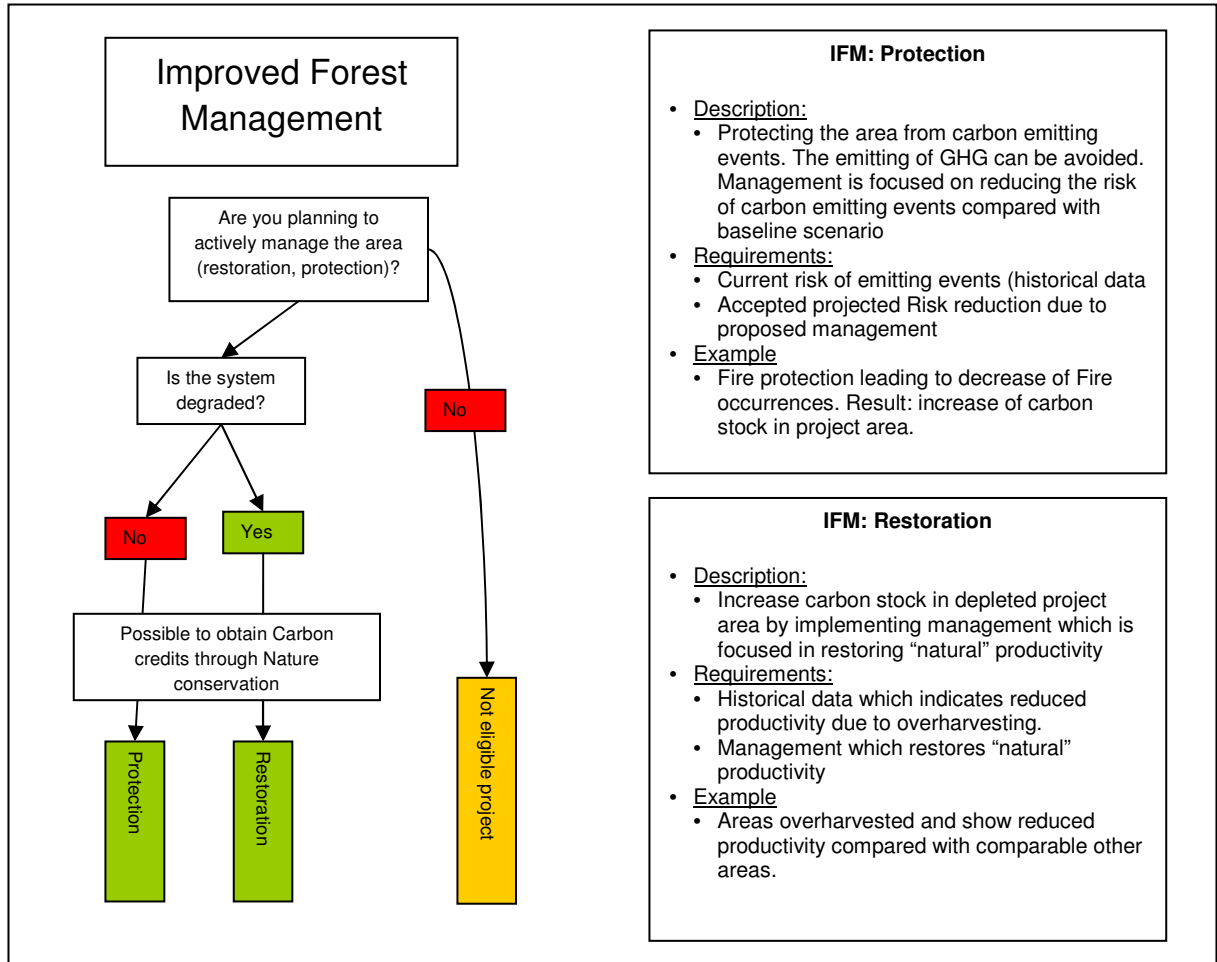 Improved Forest
Management
Are you planning to
actively manage the area
(restoration, protection)?
Is the system
degraded?
No
No
Yes
Possible to obtain Carbon
credits through Nature
conservation
Protection
Restoration
Not eligible project
IFM: Protection
• Description:
• Protecting the area from carbon emitting
events. The emitting of GHG can be avoided.
Management is focused on reducing the risk
of carbon emitting events compared with
baseline scenario
• Requirements:
• Current risk of emitting events (historical data
• Accepted projected Risk reduction due to
proposed management
• Example
• Fire protection leading to decrease of Fire
occurrences. Result: increase of carbon
stock in project area.
IFM: Restoration
• Description:
• Increase carbon stock in depleted project
area by implementing management which is
focused in restoring “natural” productivity
• Requirements:
• Historical data which indicates reduced
productivity due to overharvesting.
• Management which restores “natural”
productivity
• Example
• Areas overharvested and show reduced
productivity compared with comparable other
areas.